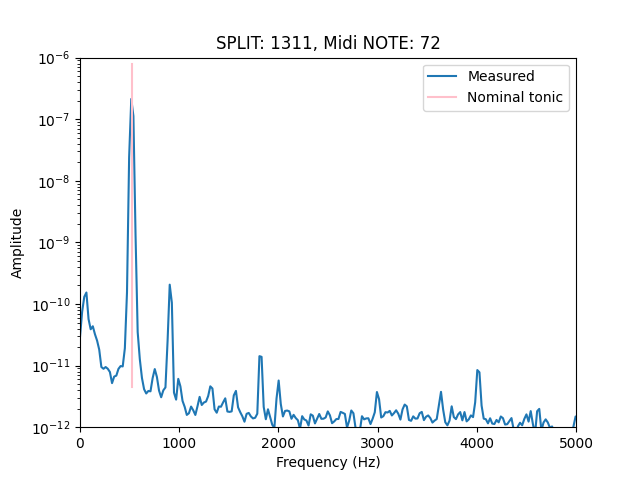 SPLIT: 1311, Midi NOTE: 72
Measured
Nominal tonic
Amplitude
10⁻⁶
10⁻⁷
10⁻⁸
10⁻⁹
10⁻¹⁰
10⁻¹¹
10⁻¹²
0 1000 2000 3000 4000 5000
Frequency (Hz)